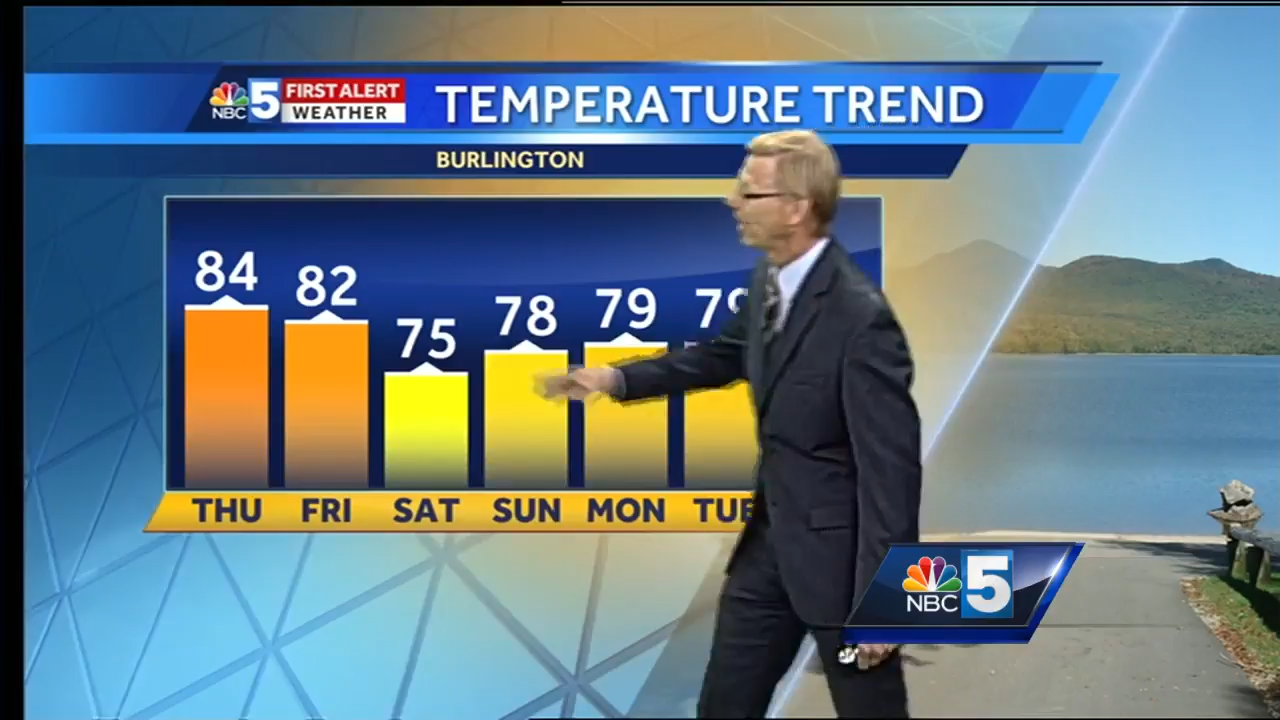 NBC 5 FIRST ALERT WEATHER
TEMPERATURE TREND
BURLINGTON
84 82 75 78 79
THU FRI SAT SUN MON TUE
NBC 5